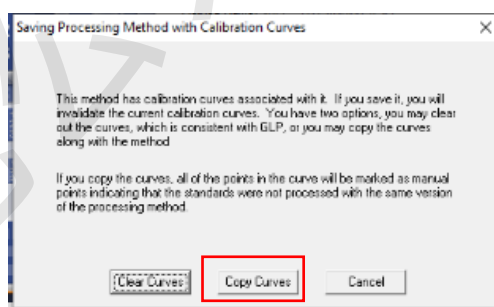 Saving Processing Method with Calibration Curves
This method has calibration curves associated with it. If you save it, you will
invalidate the current calibration curves. You have two options, you may clear
out the curves, which is consistent with GLP, or you may copy the curves
along with the method
If you copy the curves, all of the points in the curve will be marked as manual
points indicating that the standards were not processed with the same version
of the processing method.
Clear Curves Copy Curves Cancel